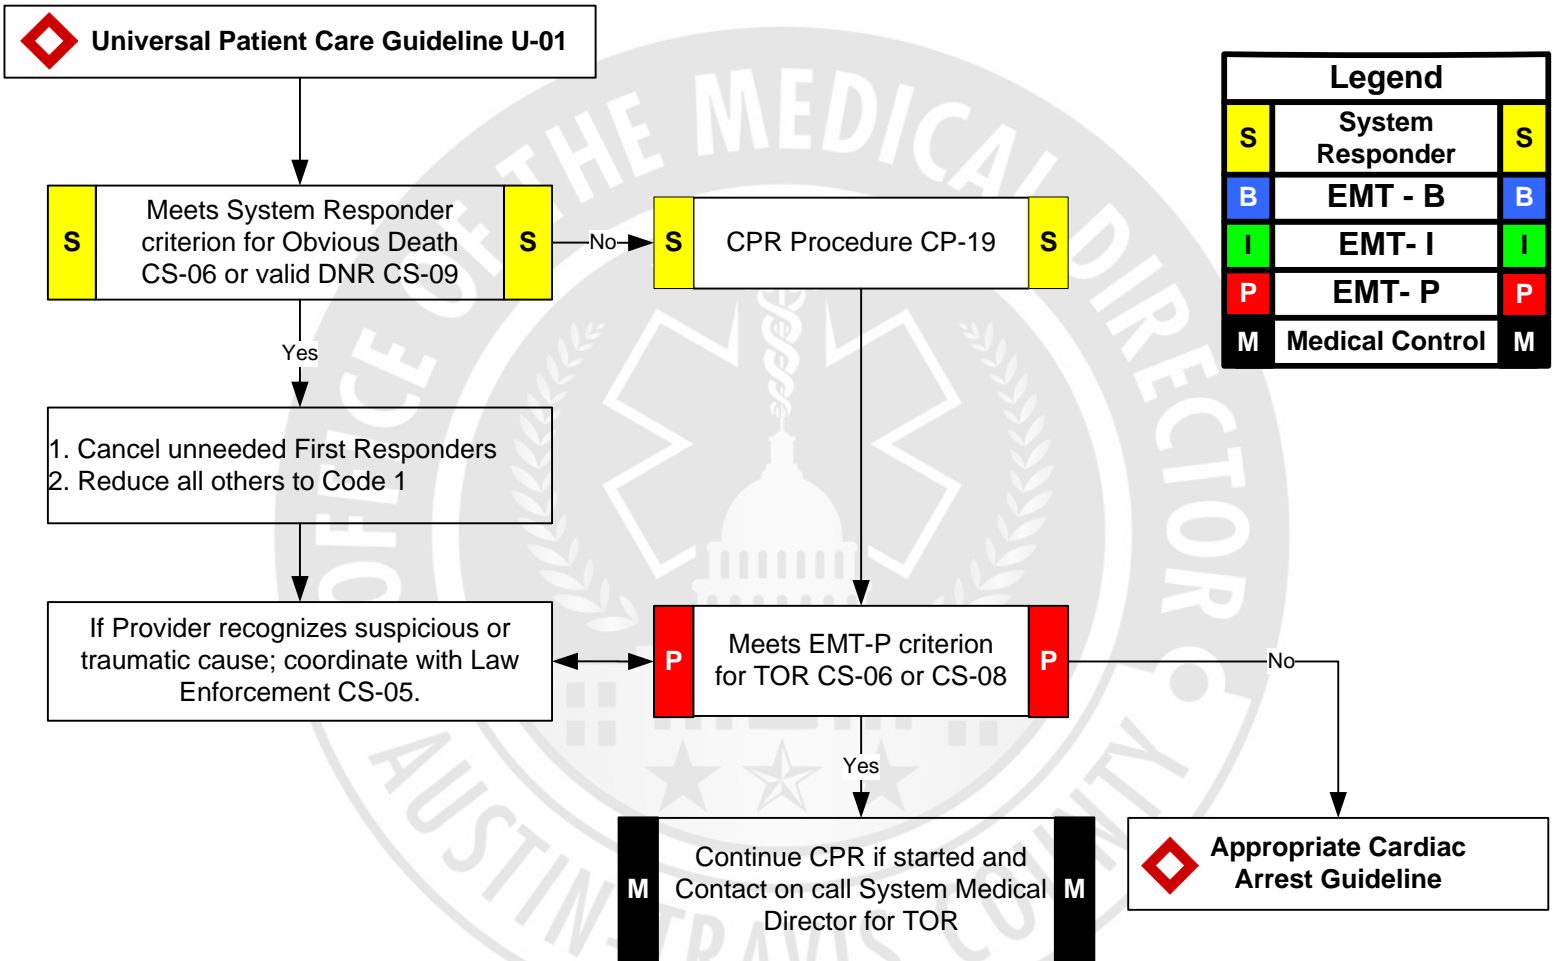 Universal Patient Care Guideline U-01
Legend
S
System
Responder
S
B
EMT - B
B
I
EMT- I
I
P
EMT- P
P
M
Medical Control
M
S
Meets System Responder
criterion for Obvious Death
CS-06 or valid DNR CS-09
S
No
S
CPR Procedure CP-19
S
Yes
1. Cancel unneeded First Responders
2. Reduce all others to Code 1
If Provider recognizes suspicious or
traumatic cause; coordinate with Law
Enforcement CS-05.
P
Meets EMT-P criterion
for TOR CS-06 or CS-08
P
No
Yes
M
Continue CPR if started and
Contact on call System Medical
Director for TOR
M
Appropriate Cardiac
Arrest Guideline
OFFICE OF THE MEDICAL DIRECTOR
AUSTIN-TRAVIS COUNTY